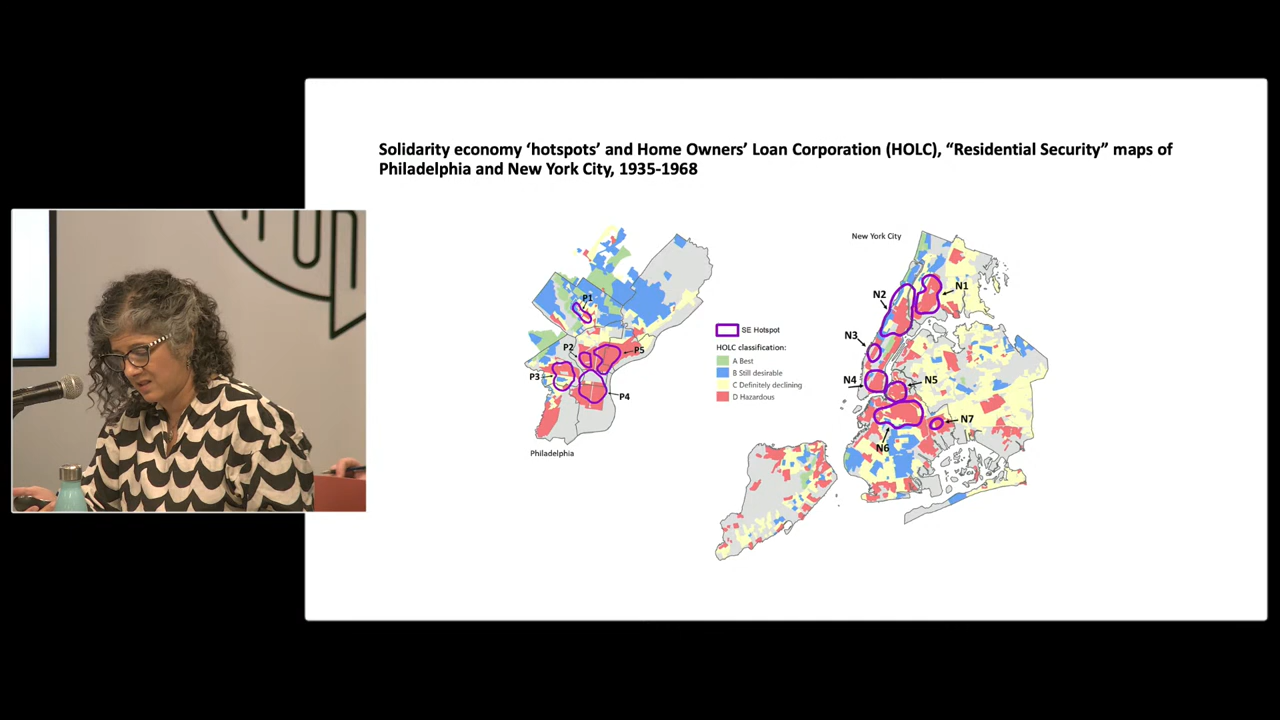 Solidarity economy ‘hotspots’ and Home Owners’ Loan Corporation (HOLC), “Residential Security” maps of
Philadelphia and New York City, 1935-1968
New York City
P1
P2
P5
P3
P4
Philadelphia
SE Hotspot
HOLC classification:
A Best
B Still desirable
C Definitely declining
D Hazardous
N1
N2
N3
N4
N5
N7
N6